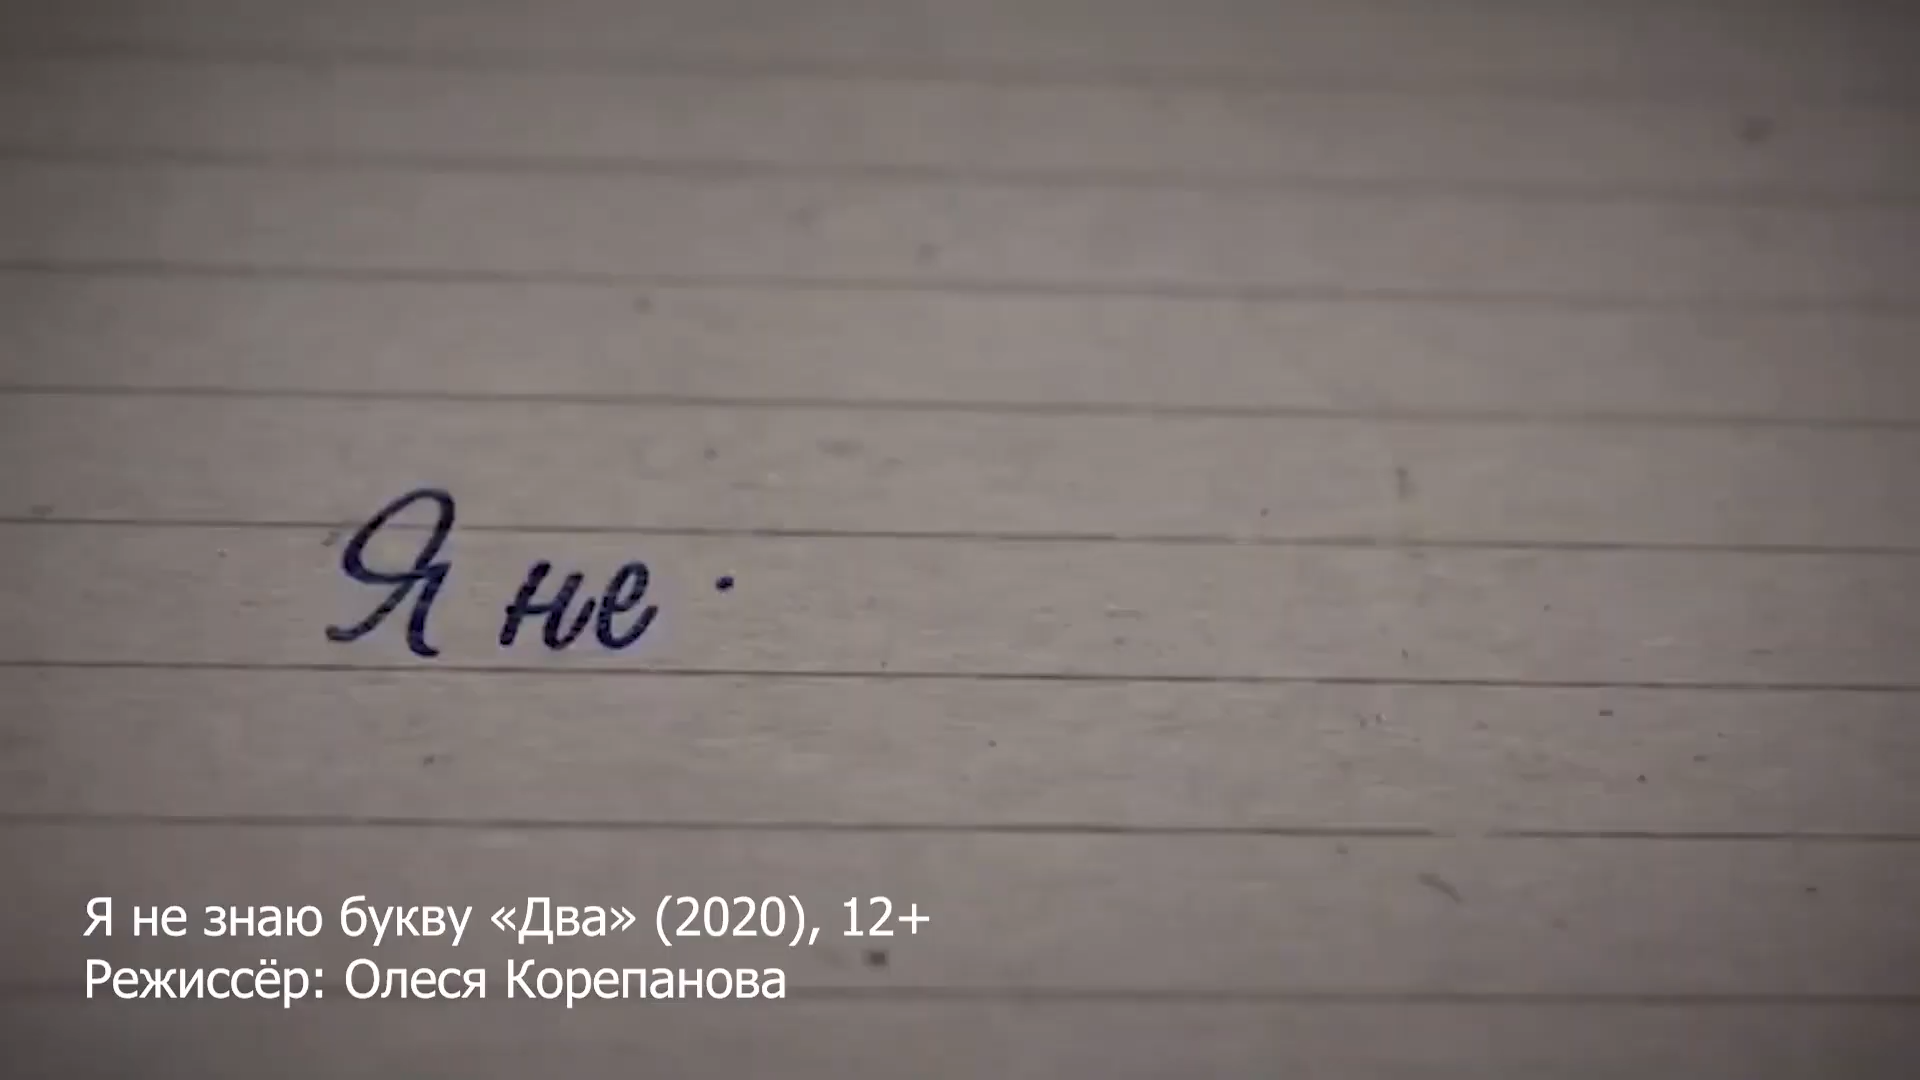 Я не
Я не знаю букву «Два» (2020), 12+
Режиссёр: Олеся Корепанова